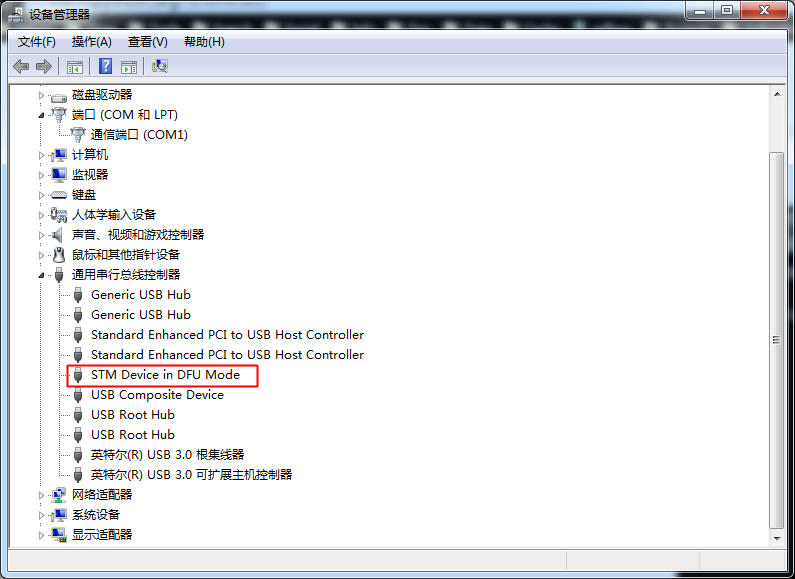 设备管理器
文件(F) 操作(A) 查看(V) 帮助(H)
磁盘驱动器
端口 (COM 和 LPT)
通信端口 (COM1)
计算机
监视器
键盘
人体学输入设备
声音、视频和游戏控制器
鼠标和其他指针设备
通用串行总线控制器
Generic USB Hub
Generic USB Hub
Standard Enhanced PCI to USB Host Controller
Standard Enhanced PCI to USB Host Controller
STM Device in DFU Mode
USB Composite Device
USB Root Hub
USB Root Hub
英特尔(R) USB 3.0 根集线器
英特尔(R) USB 3.0 可扩展主机控制器
网络适配器
系统设备
显示适配器